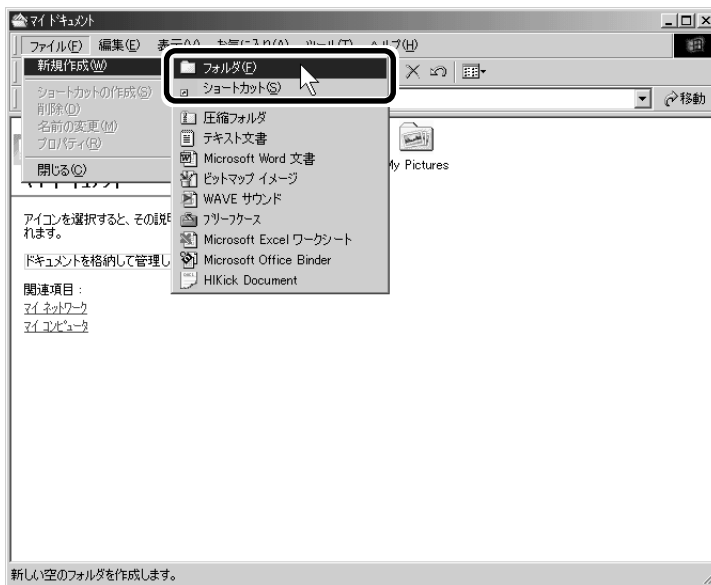 マイ ドキュメント
ファイル(F) 編集(E) ヘルプ(H)
新規作成(W)
ショートカットの作成(S)
削除(D)
名前の変更(M)
プロパティ(R)
閉じる(C)
フォルダ(F)
ショートカット(S)
圧縮フォルダ
テキスト文書
Microsoft Word 文書
ビットマップ イメージ
WAVE サウンド
ブリーフケース
Microsoft Excel ワークシート
Microsoft Office Binder
HIKick Document
移動
My Pictures
アイコンを選択すると、その説明
れます。
ドキュメントを格納して管理し
関連項目 :
マイ ネットワーク
マイ コンピュータ
新しい空のフォルダを作成します。